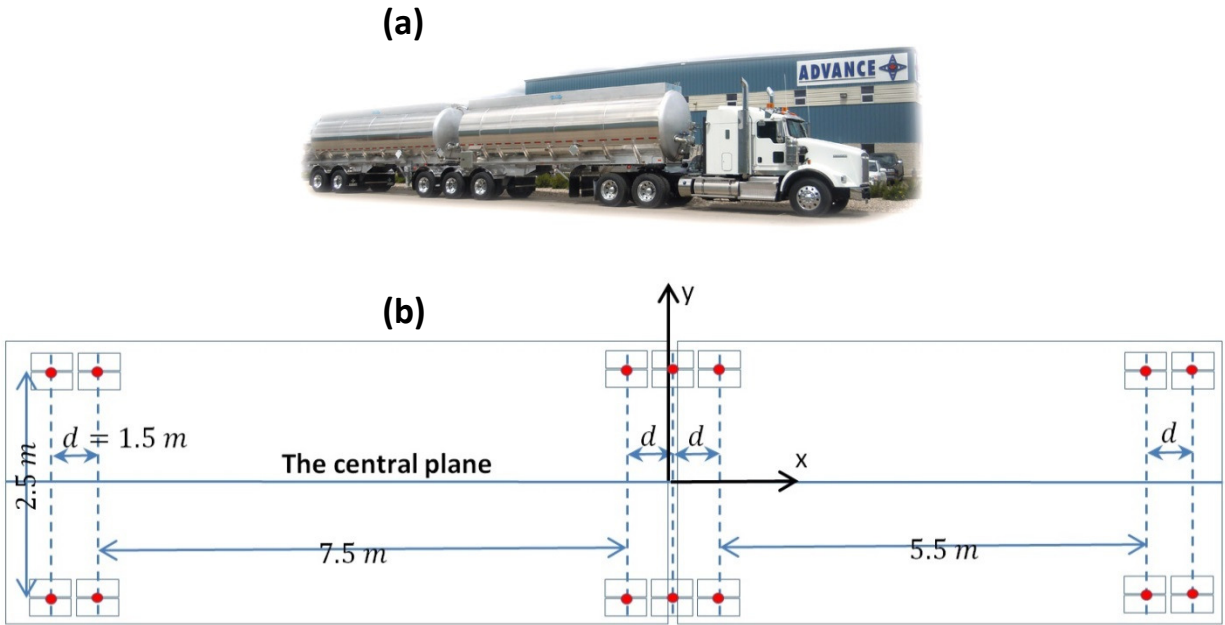 (a)
ADVANCE
(b)
y
d = 1.5 m
d
d
d
2.5 m
The central plane
x
7.5 m
5.5 m